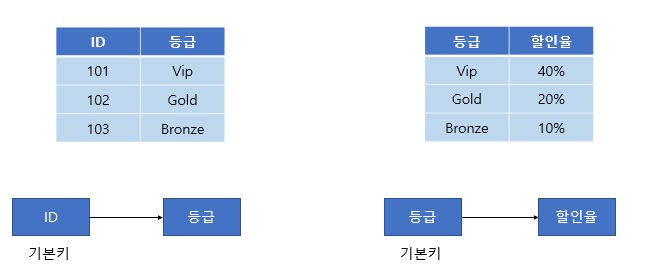 ID 등급
101 Vip
102 Gold
103 Bronze
등급 할인율
Vip 40%
Gold 20%
Bronze 10%
ID 등급
기본키
등급 할인율
기본키